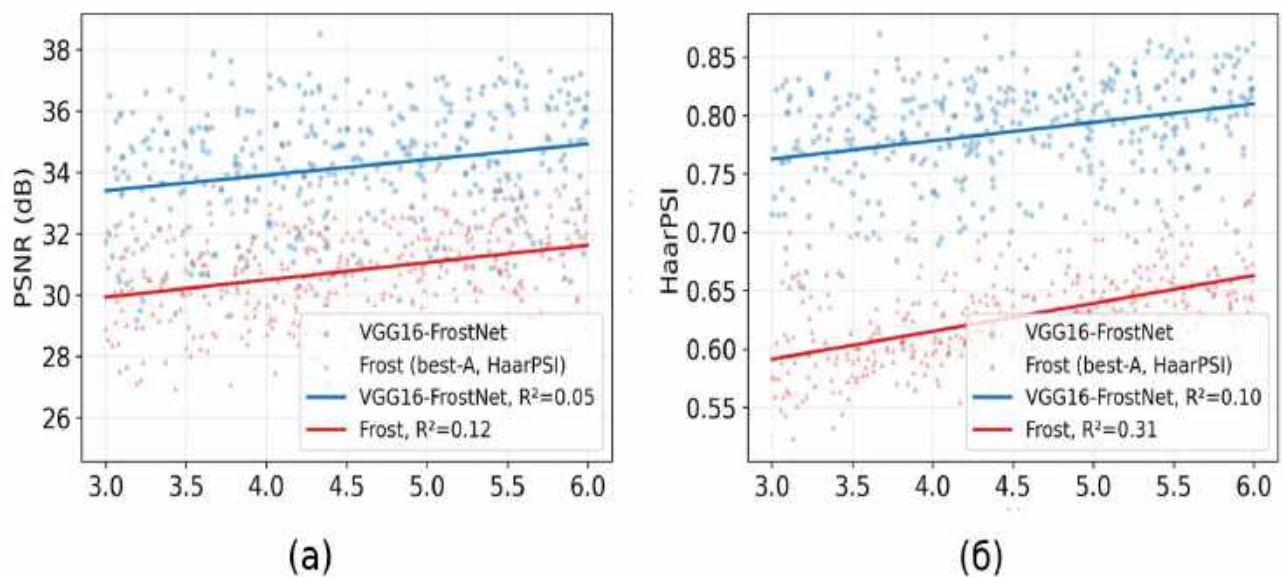 38
36
34
32
30
28
26
PSNR (dB)
VGG16-FrostNet
Frost (best-A, HaarPSI)
VGG16-FrostNet, R²=0.05
Frost, R²=0.12
3.0 3.5 4.0 4.5 5.0 5.5 6.0
(а)
0.85
0.80
0.75
0.70
0.65
0.60
0.55
HaarPSI
VGG16-FrostNet
Frost (best-A, HaarPSI)
VGG16-FrostNet, R²=0.10
Frost, R²=0.31
3.0 3.5 4.0 4.5 5.0 5.5 6.0
(б)